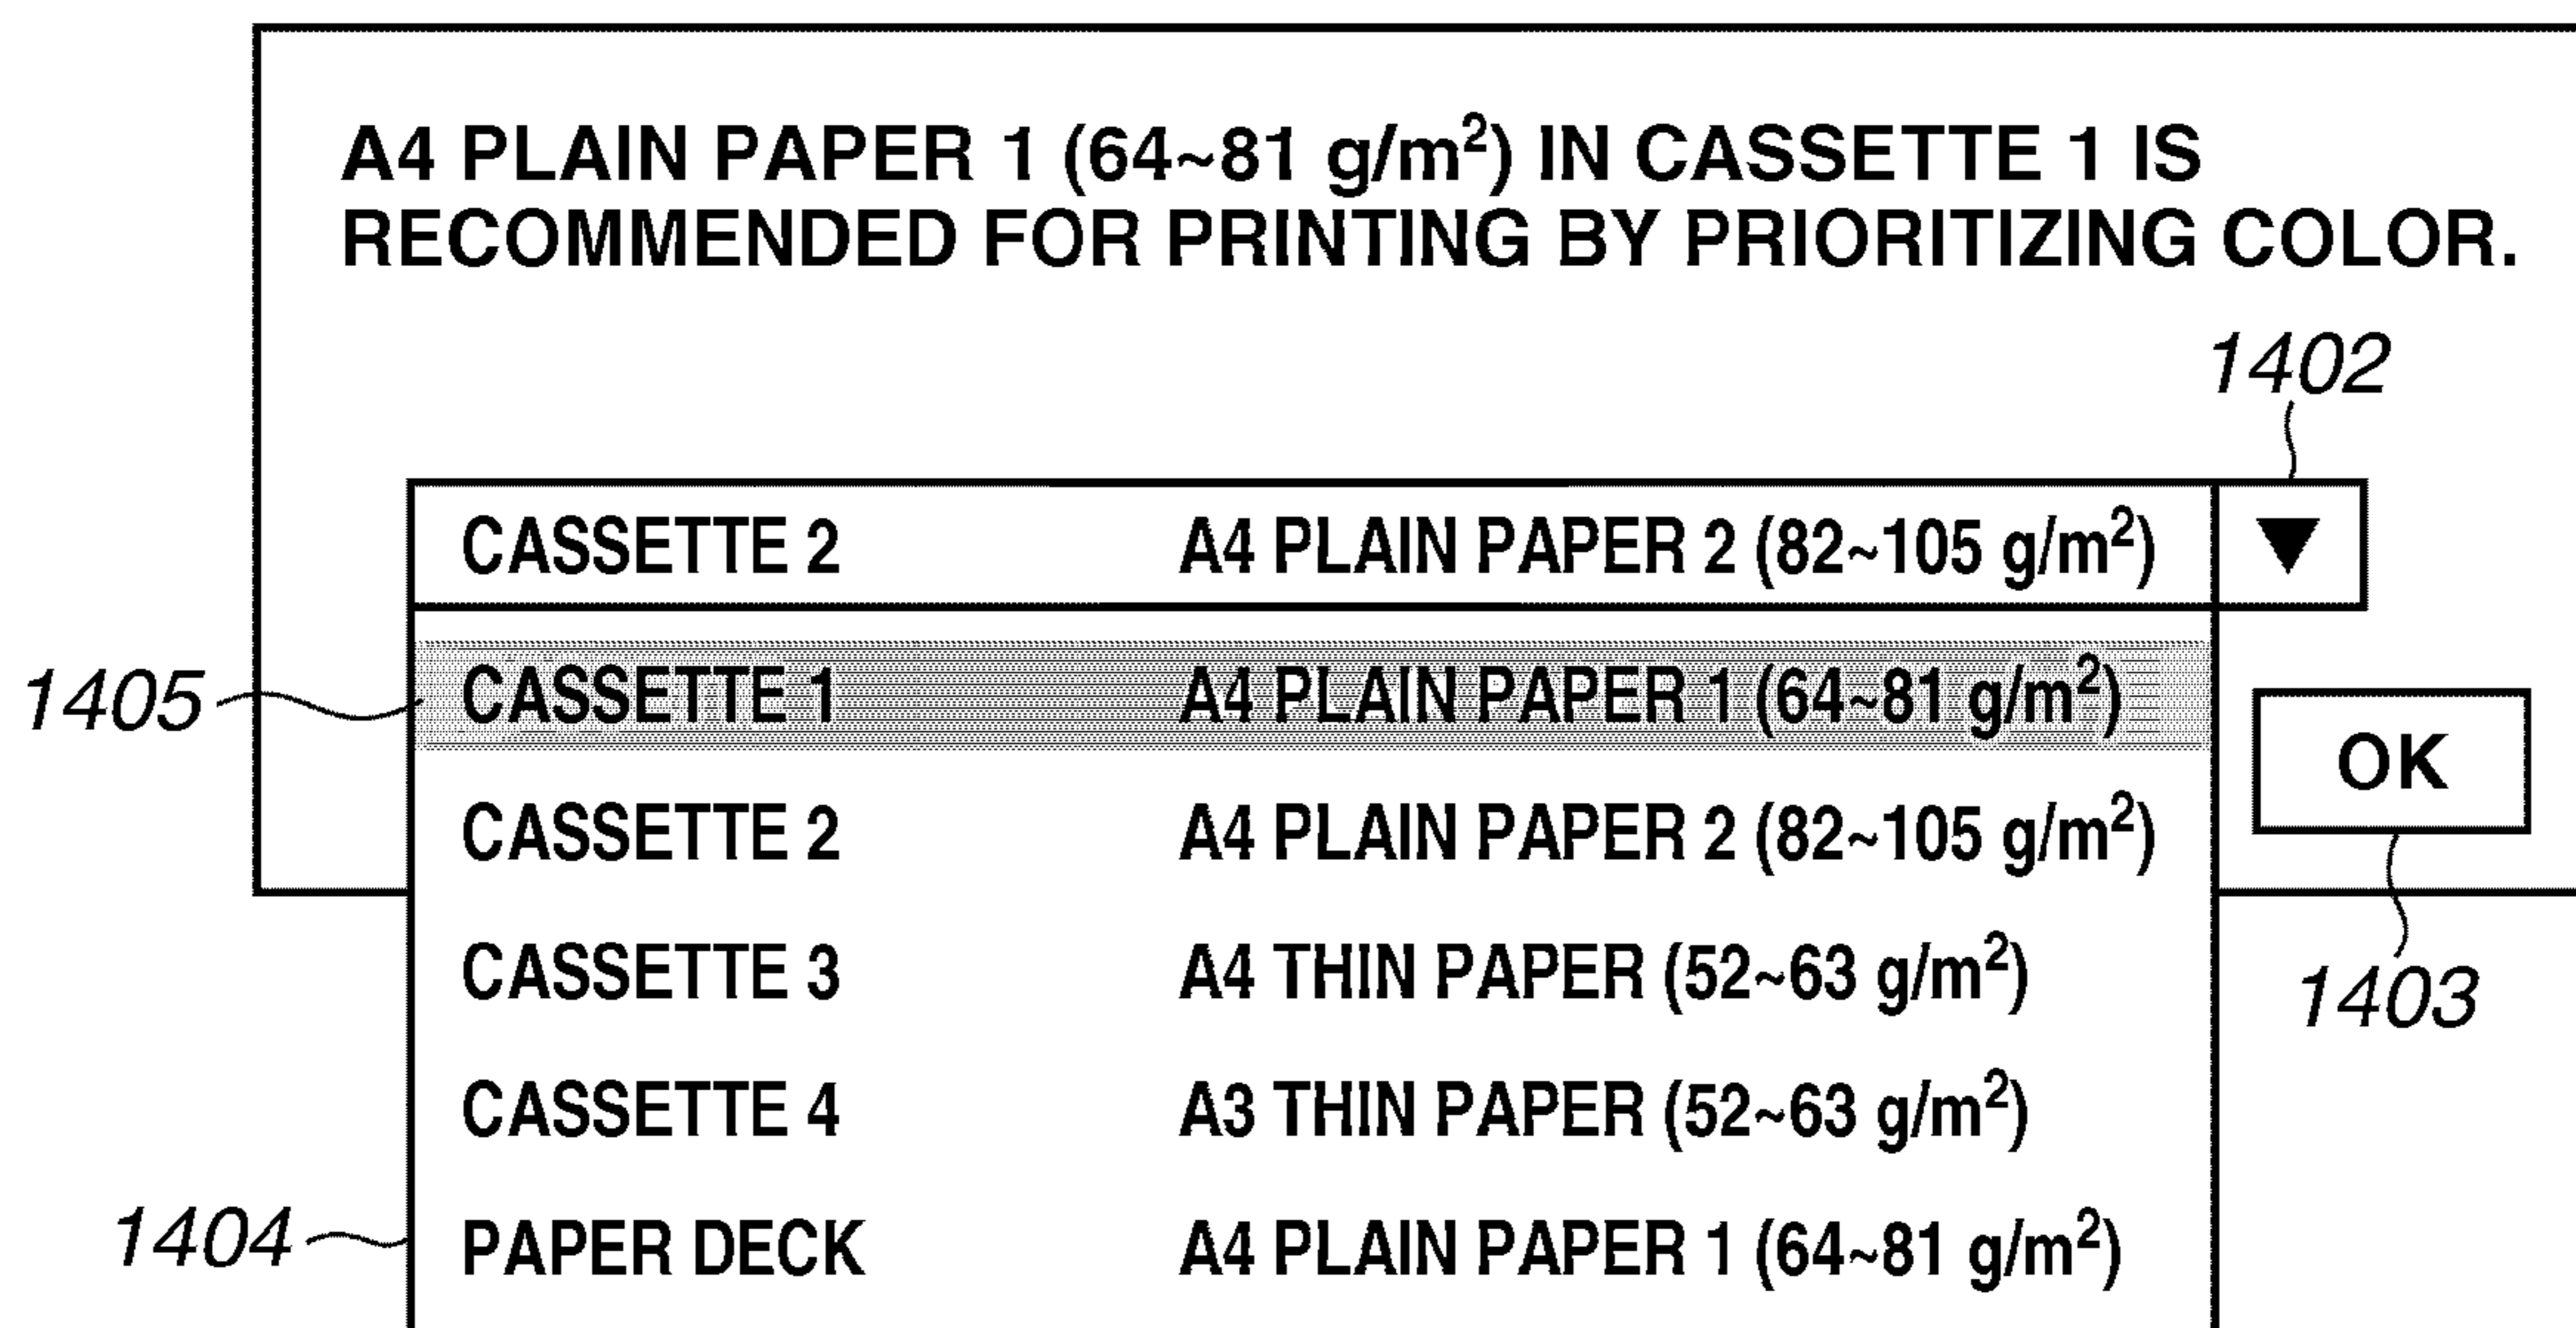 A4 PLAIN PAPER 1 (64~81 g/m²) IN CASSETTE 1 IS
RECOMMENDED FOR PRINTING BY PRIORITIZING COLOR.
1402
CASSETTE 2 A4 PLAIN PAPER 2 (82~105 g/m²) ▼
1405 CASSETTE 1 A4 PLAIN PAPER 1 (64~81 g/m²)
OK
CASSETTE 2 A4 PLAIN PAPER 2 (82~105 g/m²)
CASSETTE 3 A4 THIN PAPER (52~63 g/m²)
1403
CASSETTE 4 A3 THIN PAPER (52~63 g/m²)
1404 PAPER DECK A4 PLAIN PAPER 1 (64~81 g/m²)